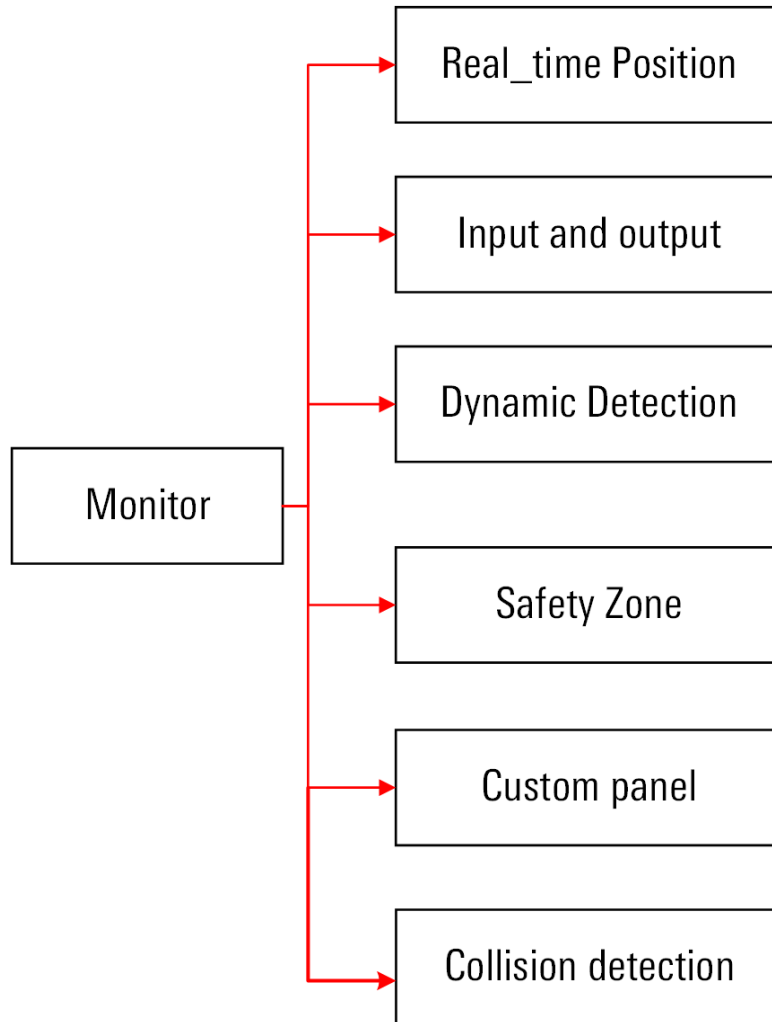 Real_time Position
Input and output
Dynamic Detection
Monitor
Safety Zone
Custom panel
Collision detection